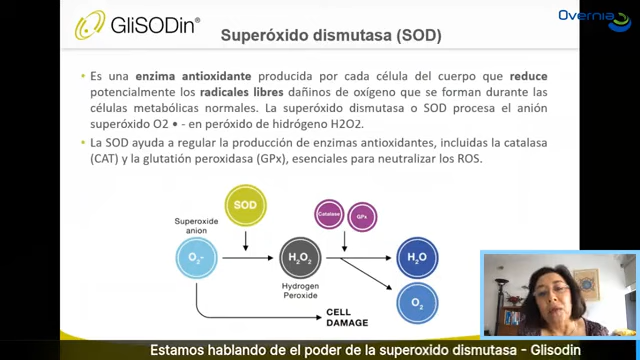 GliSODin®
Overnia
Superóxido dismutasa (SOD)
Es una enzima antioxidante producida por cada célula del cuerpo que reduce
potencialmente los radicales libres dañinos de oxígeno que se forman durante las
células metabólicas normales. La superóxido dismutasa o SOD procesa el anión
superóxido O2 • - en peróxido de hidrógeno H2O2.
La SOD ayuda a regular la producción de enzimas antioxidantes, incluidas la catalasa
(CAT) y la glutatión peroxidasa (GPx), esenciales para neutralizar los ROS.
SOD
Catalase
GPx
Superoxide
anion
O2-
H2O2
H2O
Hydrogen
Peroxide
O2
CELL
DAMAGE
Estamos hablando de el poder de la superoxido dismutasa - Glisodin